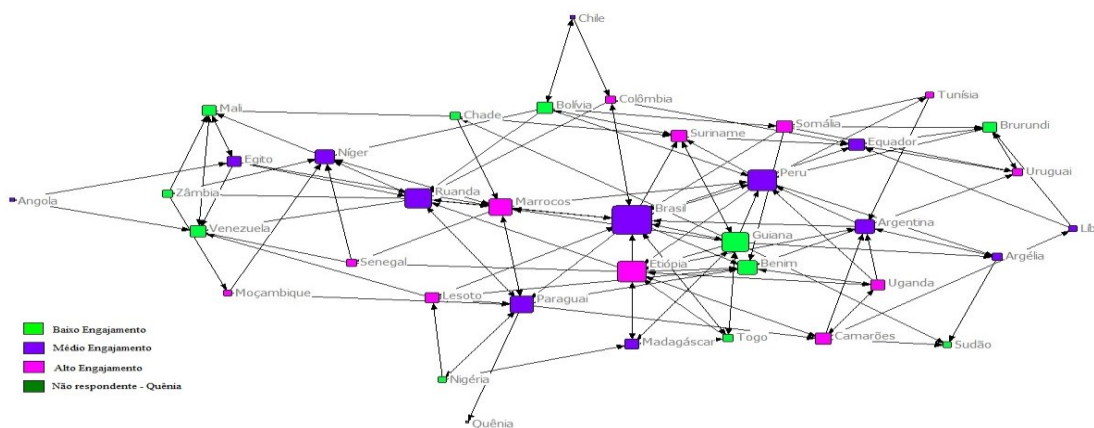 Chile
Mali
Chade
Bolívia
Colômbia
Tunísia
Suriname
Somália
Brurundi
Equador
Egito
Níger
Uruguai
Zâmbia
Ruanda
Marrocos
Peru
Angola
Brasil
Argentina
Líb
Venezuela
Guiana
Senegal
Etiópia
Benim
Argélia
Moçambique
Lesoto
Paraguai
Uganda
Madagáscar
Togo
Camarões
Sudão
Nigéria
Quênia
Baixo Engajamento
Médio Engajamento
Alto Engajamento
Não respondente - Quênia